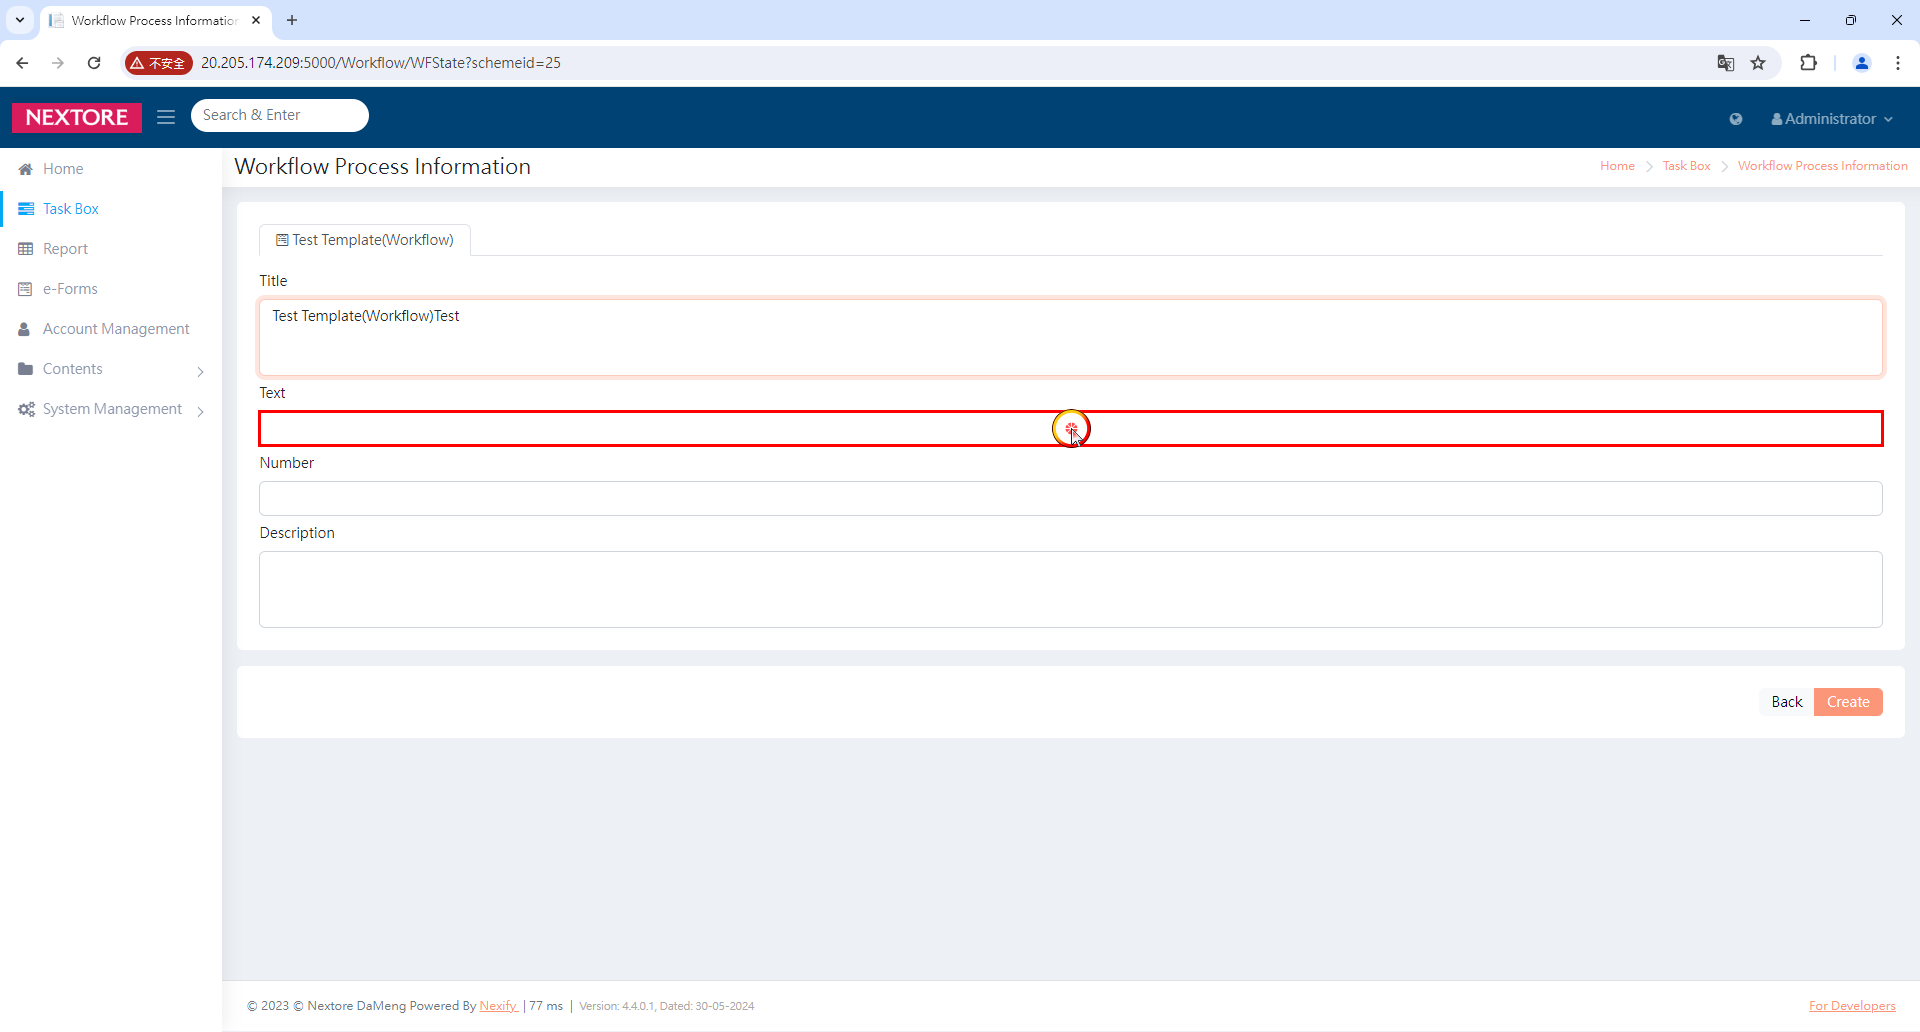 Workflow Process Information
不安全
20.205.174.209:5000/Workflow/WFState?schemeid=25
NEXTORE
Search & Enter
Administrator
Home
Task Box
Report
e-Forms
Account Management
Contents
System Management
Workflow Process Information
Home
Task Box
Workflow Process Information
Test Template(Workflow)
Title
Test Template(Workflow)Test
Text
Number
Description
Back
Create
© 2023 © Nextore DaMeng Powered By Nexify | 77 ms | Version: 4.4.0.1, Dated: 30-05-2024
For Developers